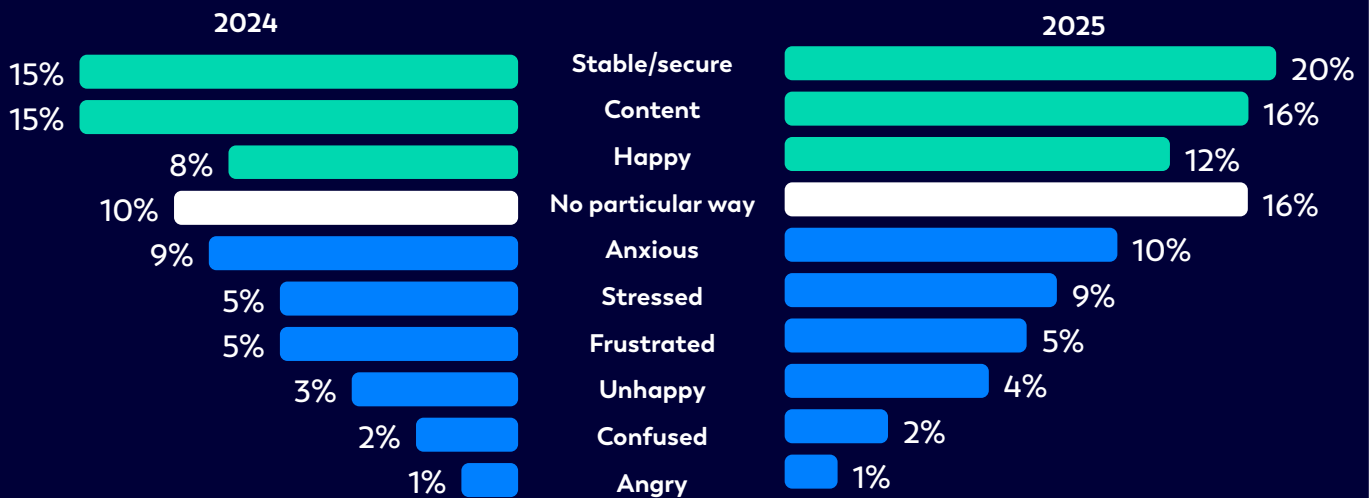 2024 2025
15% Stable/secure 20%
15% Content 16%
8% Happy 12%
10% No particular way 16%
9% Anxious 10%
5% Stressed 9%
5% Frustrated 5%
3% Unhappy 4%
2% Confused 2%
1% Angry 1%